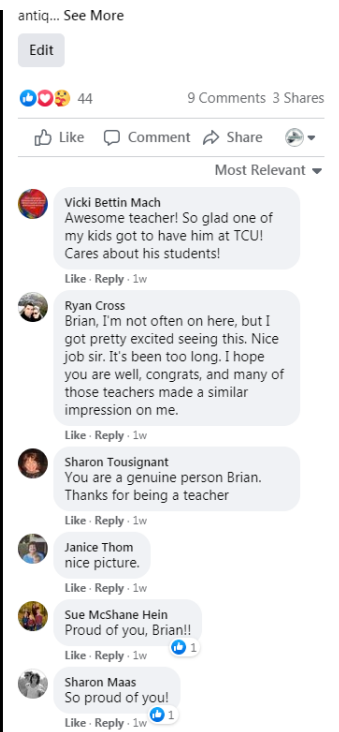 antiq... See More
Edit
44
9 Comments 3 Shares
Like Comment Share
Most Relevant
Vicki Bettin Mach
Awesome teacher! So glad one of
my kids got to have him at TCU!
Cares about his students!
Like · Reply · 1w
Ryan Cross
Brian, I'm not often on here, but I
got pretty excited seeing this. Nice
job sir. It's been too long. I hope
you are well, congrats, and many of
those teachers made a similar
impression on me.
Like · Reply · 1w
Sharon Tousignant
You are a genuine person Brian.
Thanks for being a teacher
Like · Reply · 1w
Janice Thom
nice picture.
Like · Reply · 1w
Sue McShane Hein
Proud of you, Brian!!
1
Like · Reply · 1w
Sharon Maas
So proud of you!
1
Like · Reply · 1w